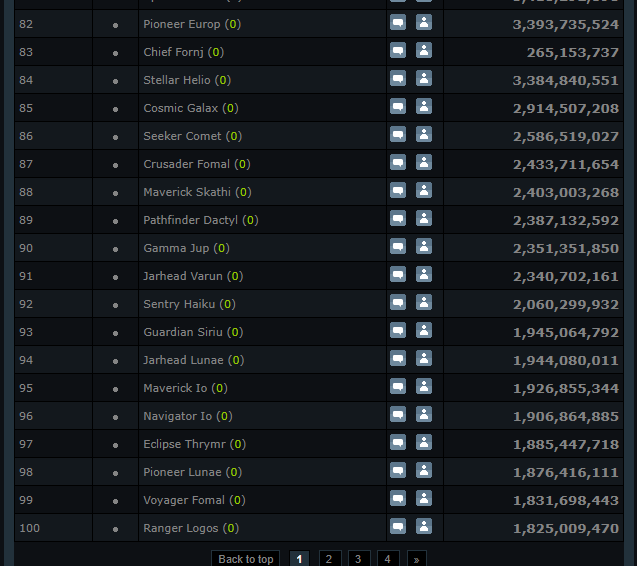 82 Pioneer Europ (0) 3,393,735,524
83 Chief Fornj (0) 265,153,737
84 Stellar Helio (0) 3,384,840,551
85 Cosmic Galax (0) 2,914,507,208
86 Seeker Comet (0) 2,586,519,027
87 Crusader Fomal (0) 2,433,711,654
88 Maverick Skathi (0) 2,403,003,268
89 Pathfinder Dactyl (0) 2,387,132,592
90 Gamma Jup (0) 2,351,351,850
91 Jarhead Varun (0) 2,340,702,161
92 Sentry Haiku (0) 2,060,299,932
93 Guardian Siriu (0) 1,945,064,792
94 Jarhead Lunae (0) 1,944,080,011
95 Maverick Io (0) 1,926,855,344
96 Navigator Io (0) 1,906,864,885
97 Eclipse Thrymr (0) 1,885,447,718
98 Pioneer Lunae (0) 1,876,416,111
99 Voyager Fomal (0) 1,831,698,443
100 Ranger Logos (0) 1,825,009,470
Back to top 1 2 3 4 »